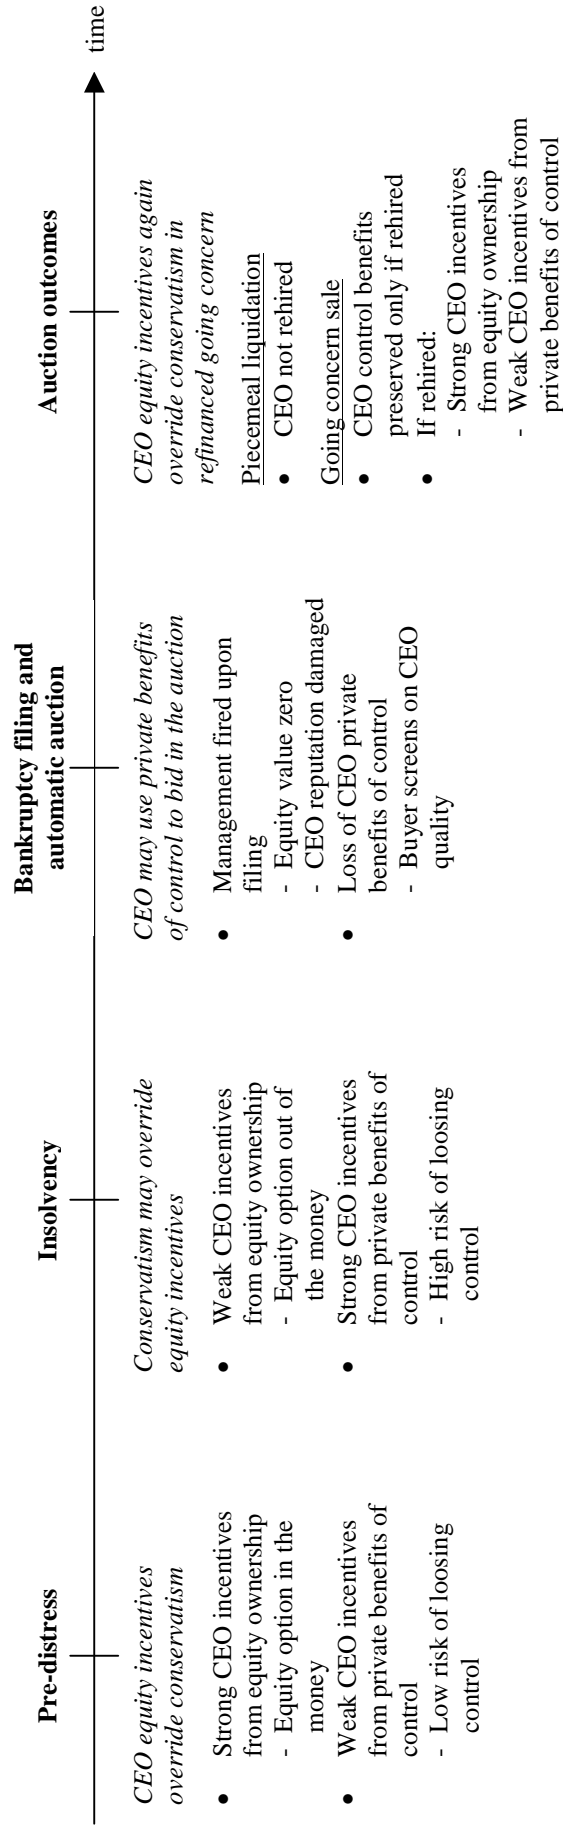 Pre-distress
CEO equity incentives
override conservatism
• Strong CEO incentives
from equity ownership
- Equity option in the
money
• Weak CEO incentives
from private benefits of
control
- Low risk of loosing
control
Insolvency
Conservatism may override
equity incentives
• Weak CEO incentives
from equity ownership
- Equity option out of
the money
• Strong CEO incentives
from private benefits of
control
- High risk of loosing
control
Bankruptcy filing and
automatic auction
CEO may use private benefits
of control to bid in the auction
• Management fired upon
filing
- Equity value zero
- CEO reputation damaged
• Loss of CEO private
benefits of control
- Buyer screens on CEO
quality
Auction outcomes
CEO equity incentives again
override conservatism in
refinanced going concern
Piecemeal liquidation
• CEO not rehired
Going concern sale
• CEO control benefits
preserved only if rehired
• If rehired:
- Strong CEO incentives
from equity ownership
- Weak CEO incentives from
private benefits of control
time